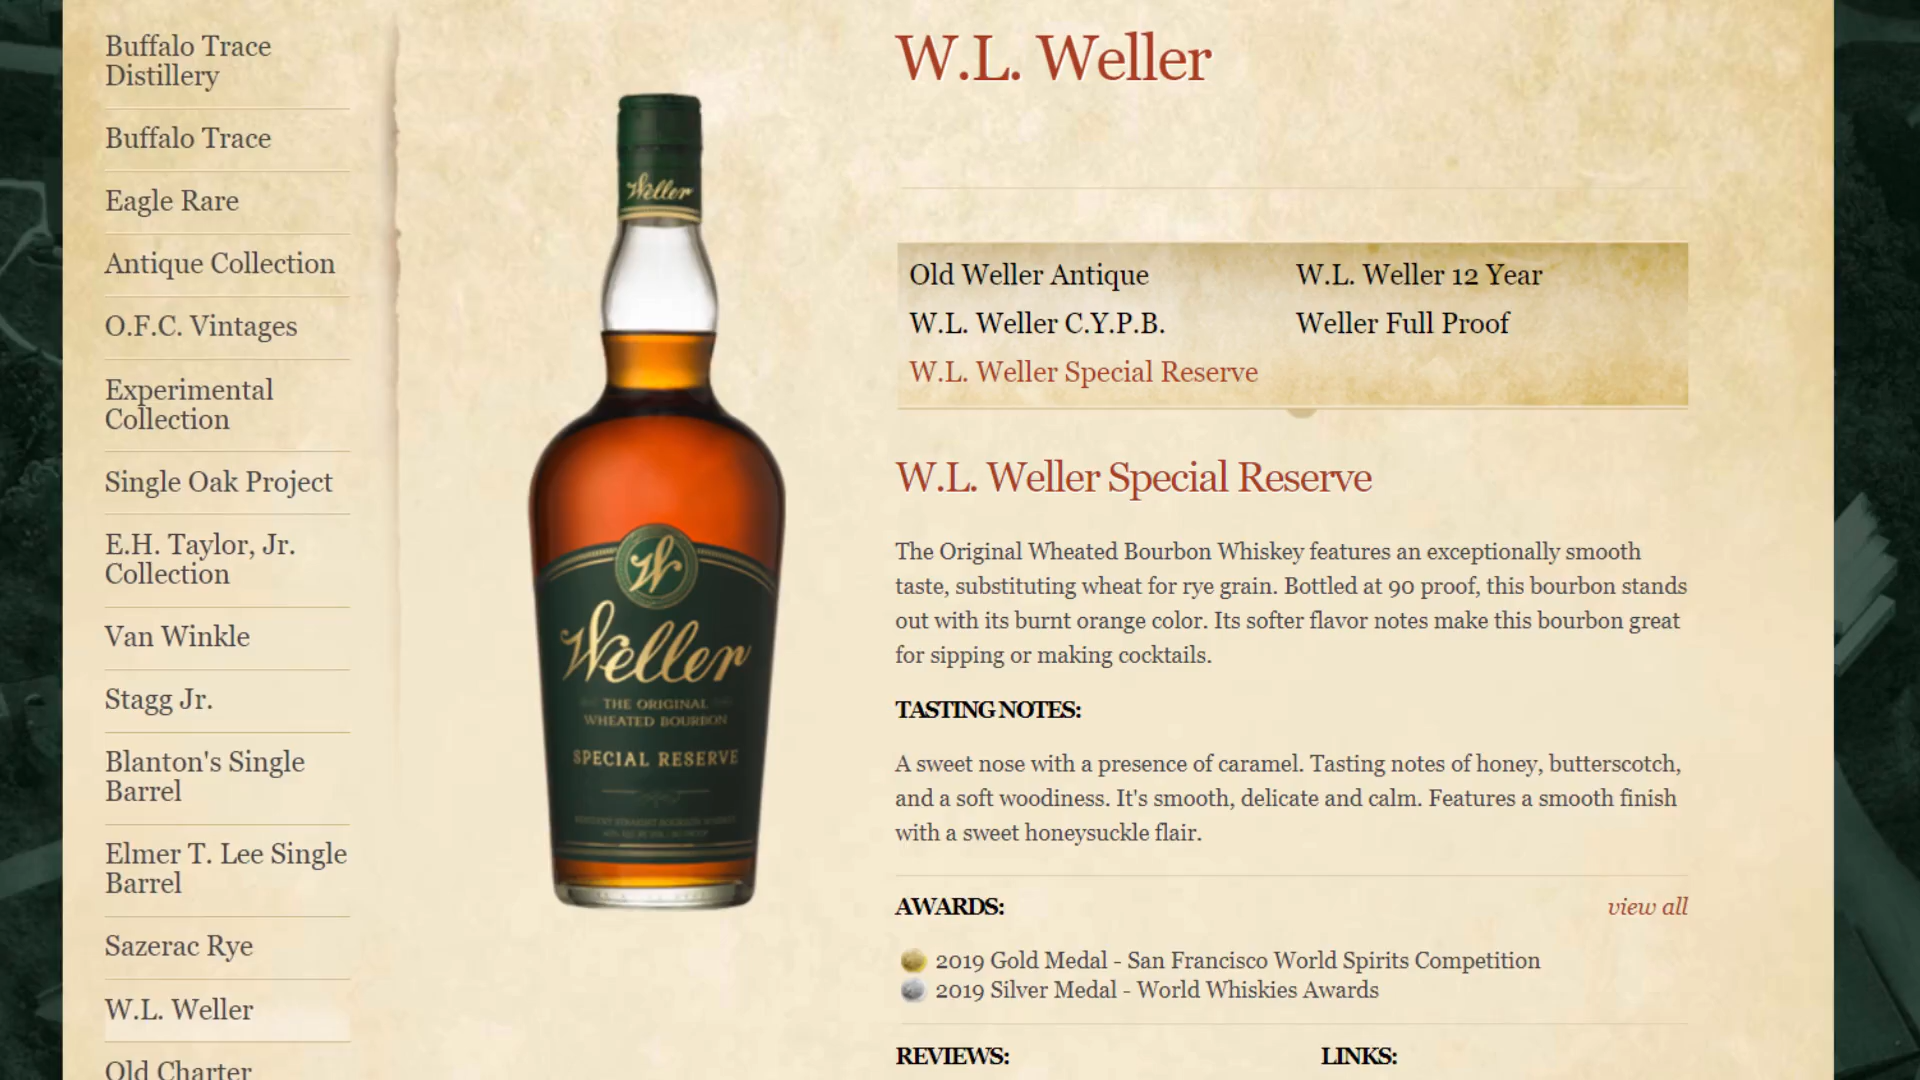 Buffalo Trace
Distillery
Buffalo Trace
Eagle Rare
Antique Collection
O.F.C. Vintages
Experimental
Collection
Single Oak Project
E.H. Taylor, Jr.
Collection
Van Winkle
Stagg Jr.
Blanton's Single
Barrel
Elmer T. Lee Single
Barrel
Sazerac Rye
W.L. Weller
Old Charter
Weller
W
Weller
THE ORIGINAL
WHEATED BOURBON
SPECIAL RESERVE
KENTUCKY STRAIGHT BOURBON WHISKEY
W.L. Weller
Old Weller Antique
W.L. Weller 12 Year
W.L. Weller C.Y.P.B.
Weller Full Proof
W.L. Weller Special Reserve
W.L. Weller Special Reserve
The Original Wheated Bourbon Whiskey features an exceptionally smooth
taste, substituting wheat for rye grain. Bottled at 90 proof, this bourbon stands
out with its burnt orange color. Its softer flavor notes make this bourbon great
for sipping or making cocktails.
TASTING NOTES:
A sweet nose with a presence of caramel. Tasting notes of honey, butterscotch,
and a soft woodiness. It's smooth, delicate and calm. Features a smooth finish
with a sweet honeysuckle flair.
AWARDS:
view all
2019 Gold Medal - San Francisco World Spirits Competition
2019 Silver Medal - World Whiskies Awards
REVIEWS:
LINKS: